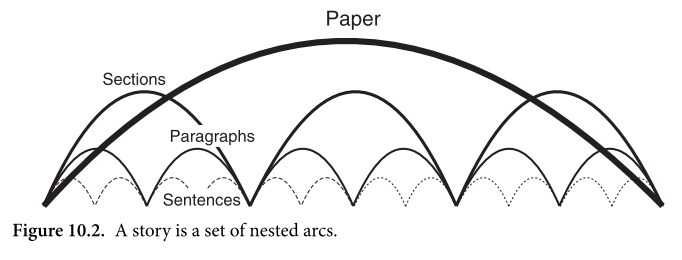 Paper
Sections
Paragraphs
Sentences
Figure 10.2. A story is a set of nested arcs.